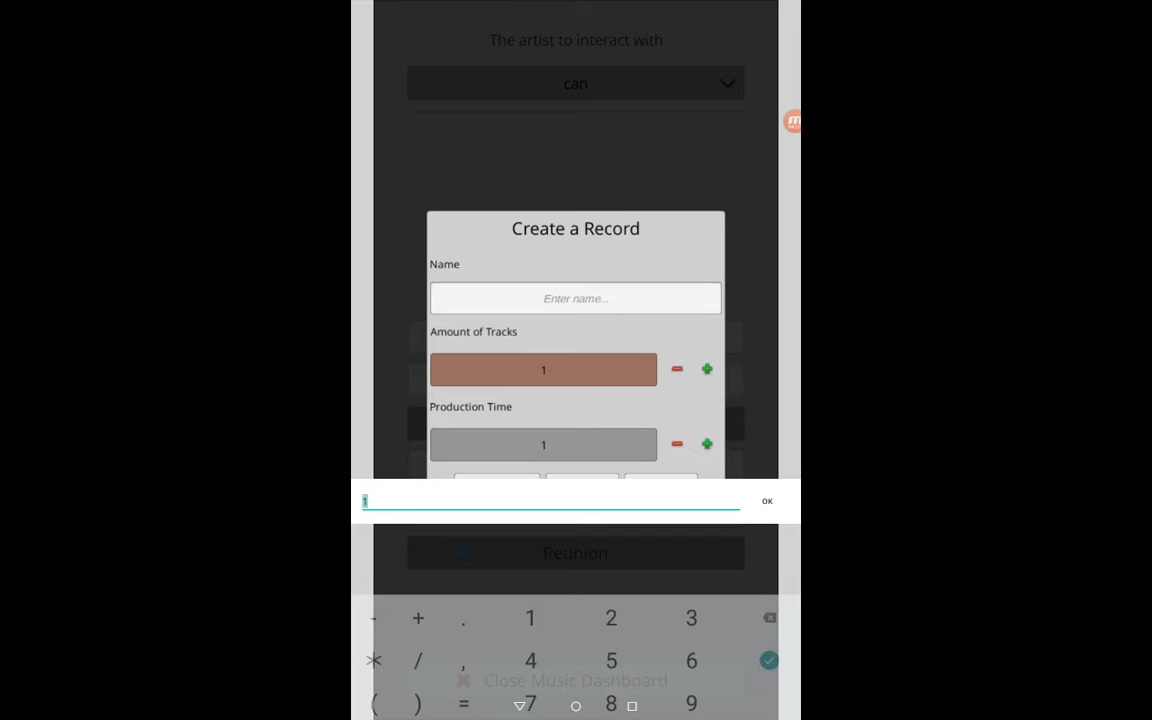 The artist to interact with
can
Create a Record
Name
Enter name...
Amount of Tracks
1
Production Time
1
1
OK
Reunion
- + . 1 2 3
* / , 4 5 6
Close Music Dashboard
( ) = 7 8 9